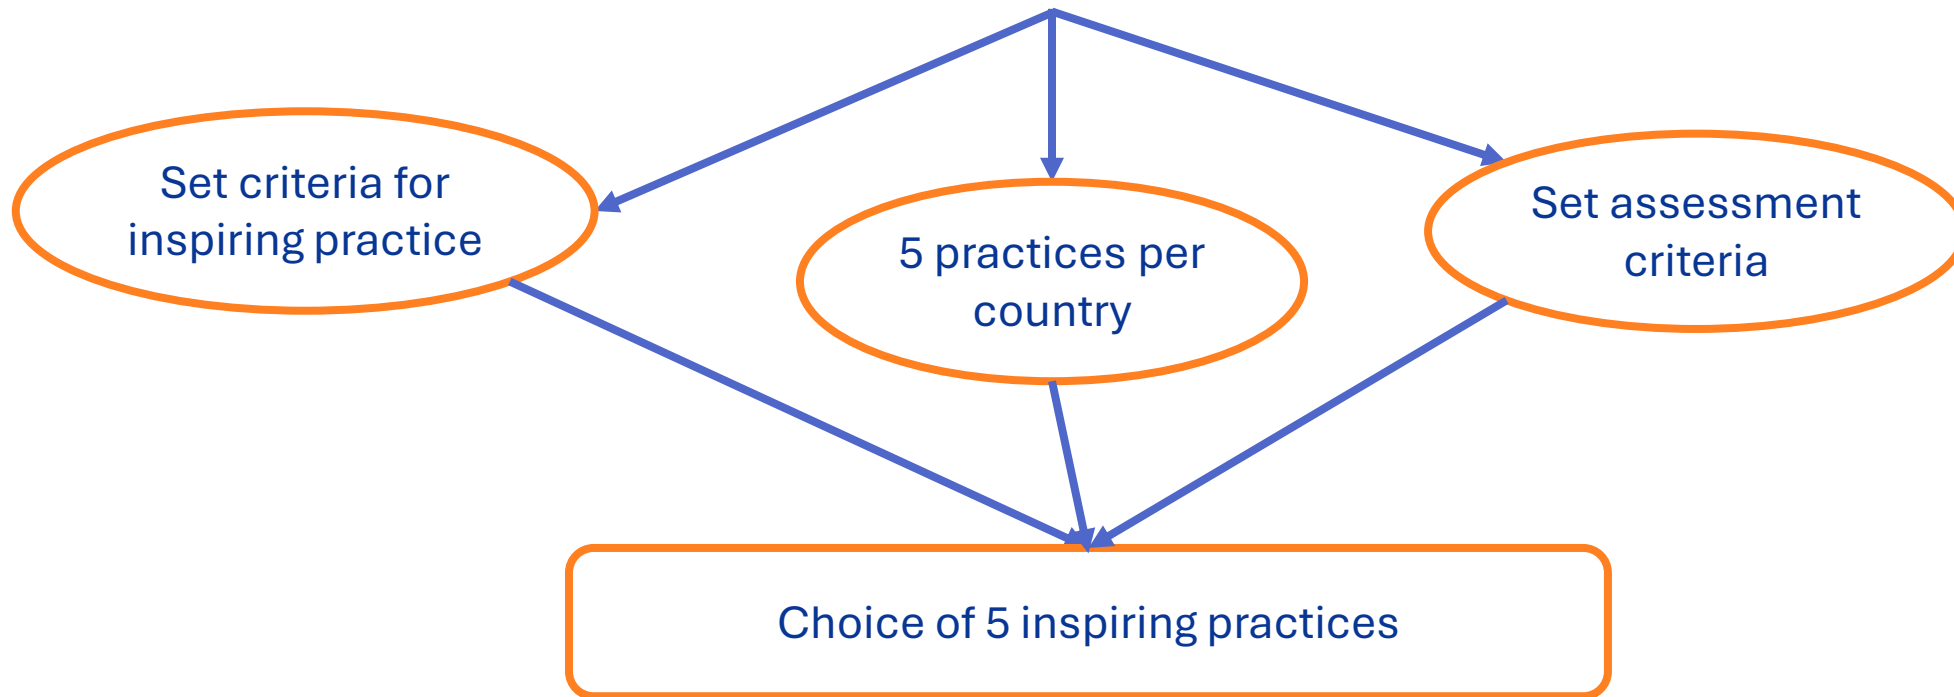 Set criteria for
inspiring practice
5 practices per
country
Set assessment
criteria
Choice of 5 inspiring practices